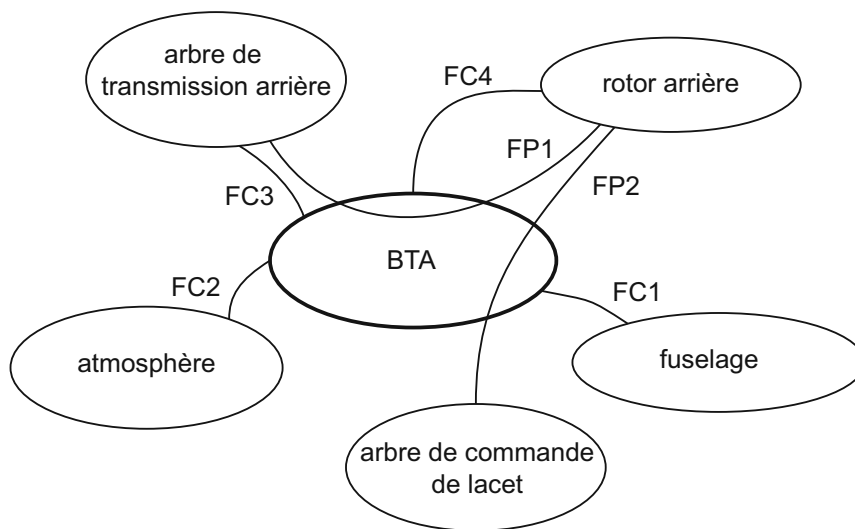 arbre de
transmission arrière
FC4
rotor arrière
FP1
FP2
FC3
BTA
FC2
FC1
atmosphère
fuselage
arbre de commande
de lacet